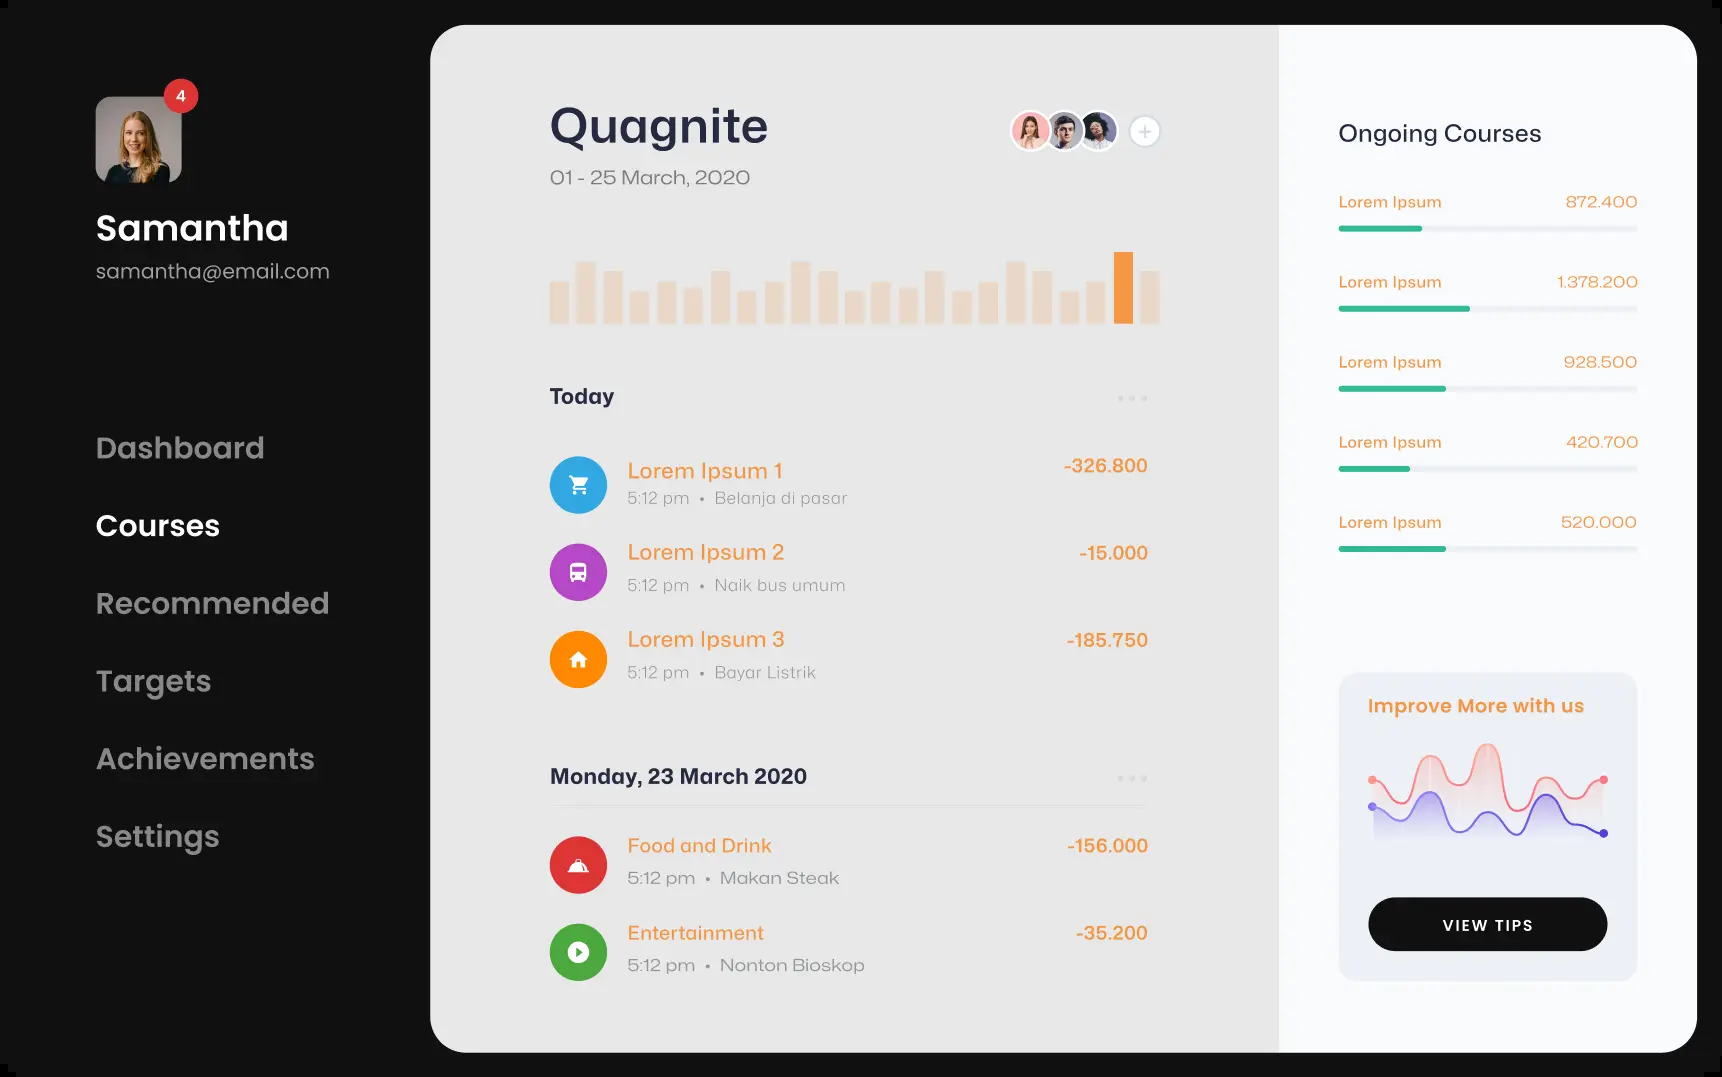 4
Samantha
samantha@email.com
Dashboard
Courses
Recommended
Targets
Achievements
Settings
Quagnite
01 - 25 March, 2020
Today
Lorem Ipsum 1
-326.800
5:12 pm • Belanja di pasar
Lorem Ipsum 2
-15.000
5:12 pm • Naik bus umum
Lorem Ipsum 3
-185.750
5:12 pm • Bayar Listrik
Monday, 23 March 2020
Food and Drink
-156.000
5:12 pm • Makan Steak
Entertainment
-35.200
5:12 pm • Nonton Bioskop
Ongoing Courses
Lorem Ipsum 872.400
Lorem Ipsum 1.378.200
Lorem Ipsum 928.500
Lorem Ipsum 420.700
Lorem Ipsum 520.000
Improve More with us
VIEW TIPS